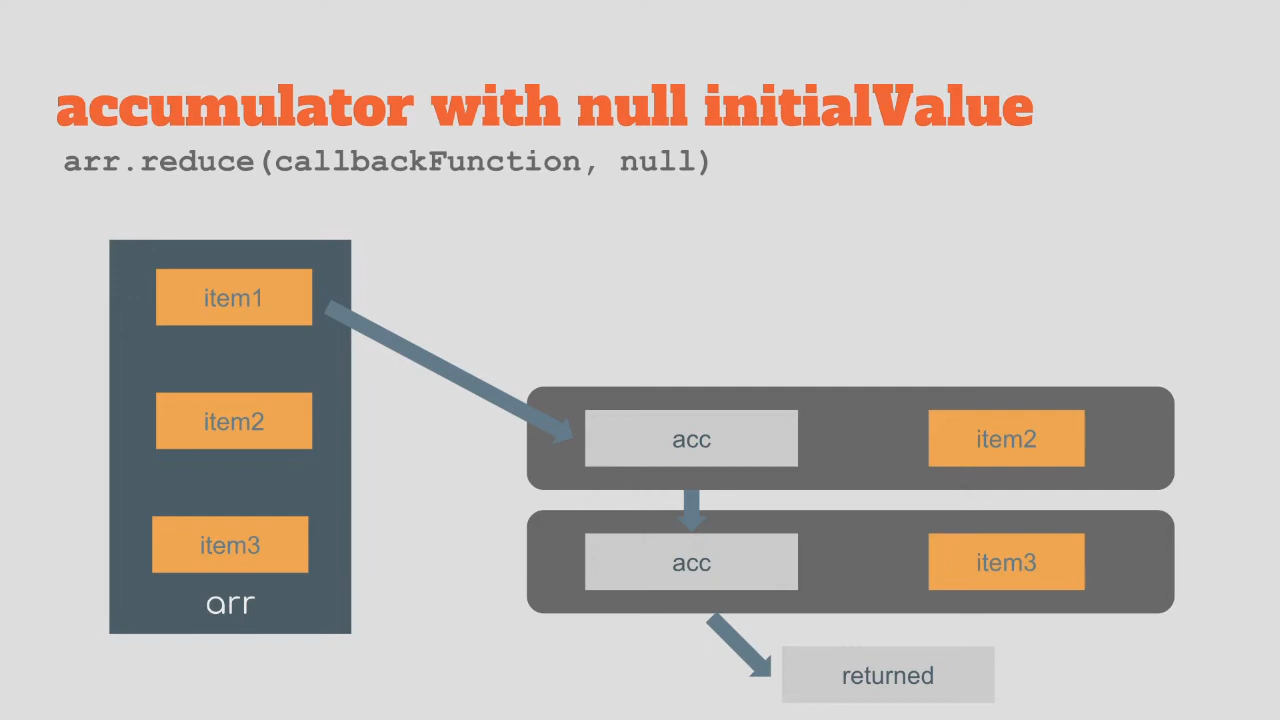 accumulator with null initialValue
arr.reduce(callbackFunction, null)
item1
item2
item3
arr
acc
item2
acc
item3
returned